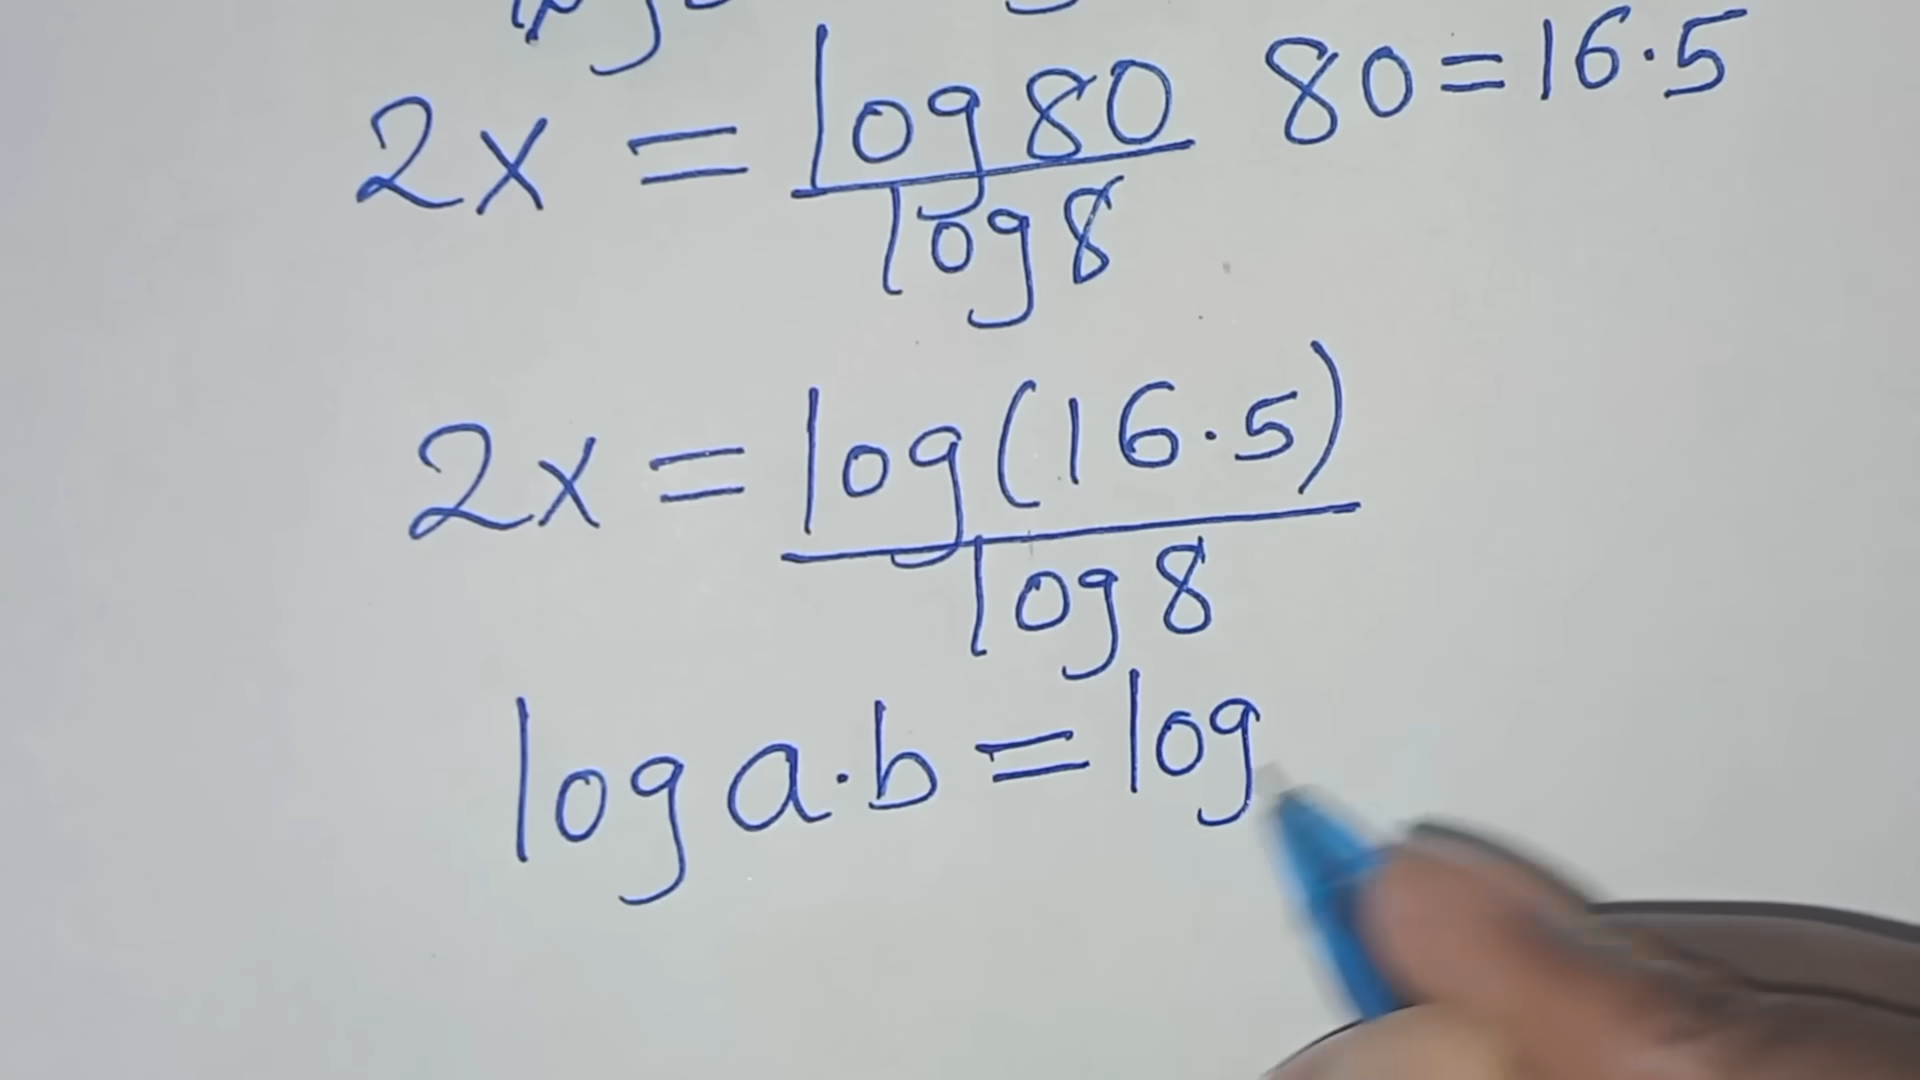 2x = log 80 / log 8 80 = 16·5
2x = log(16·5) / log 8
log a·b = log